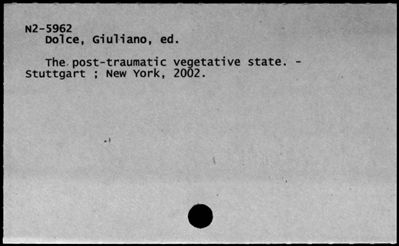 N2-5962
Dolce, Giuliano, ed.
The post-traumatic vegetative state. -
Stuttgart ; New York, 2002.